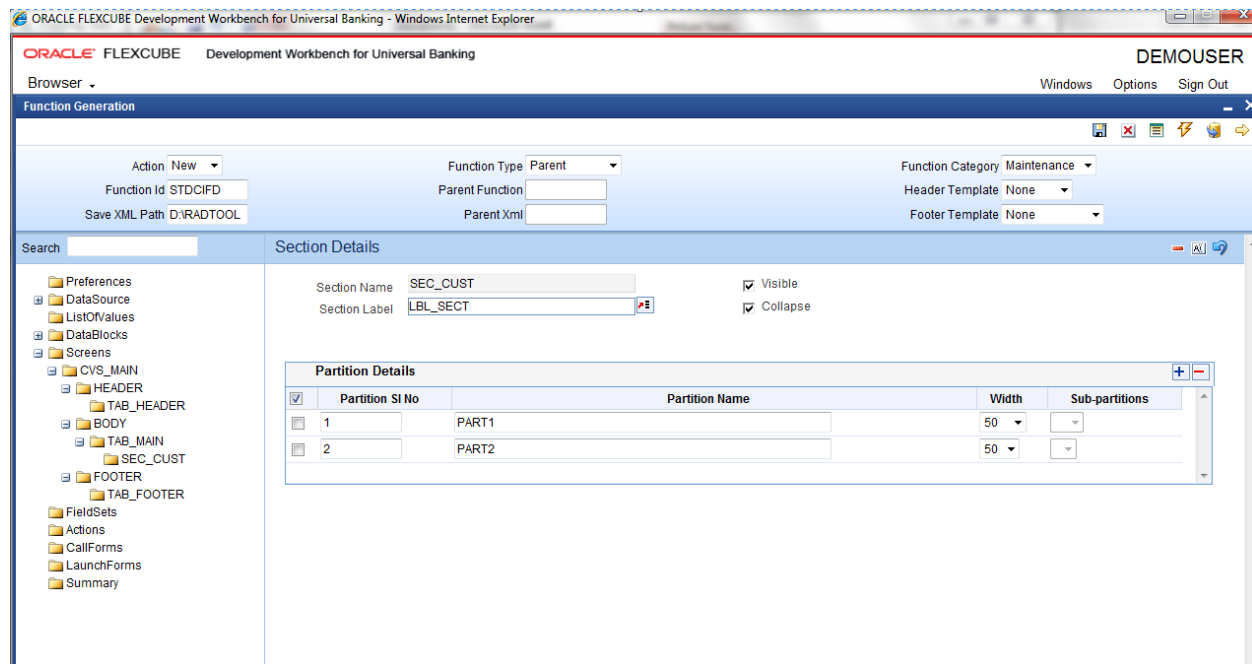 ORACLE FLEXCUBE Development Workbench for Universal Banking - Windows Internet Explorer
ORACLE FLEXCUBE Development Workbench for Universal Banking
DEMOUSER
Browser
Windows Options Sign Out
Function Generation
Action New Function Type Parent Function Category Maintenance
Function Id STDCIFD Parent Function Header Template None
Save XML Path D:\RADTOOL Parent Xml Footer Template None
Search
Section Details
Preferences
DataSource
ListOfValues
DataBlocks
Screens
CVS_MAIN
HEADER
TAB_HEADER
BODY
TAB_MAIN
SEC_CUST
FOOTER
TAB_FOOTER
FieldSets
Actions
CallForms
LaunchForms
Summary
Section Name SEC_CUST Visible
Section Label LBL_SECT Collapse
Partition Details
Partition Sl No Partition Name Width Sub-partitions
1 PART1 50
2 PART2 50